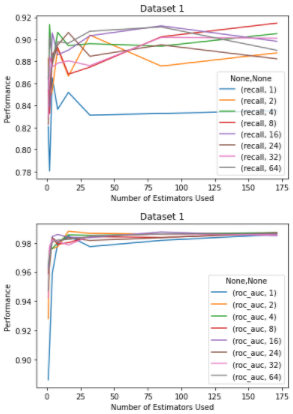 Dataset 1
0.92
0.90
0.88
0.86
0.84
0.82
0.80
0.78
Performance
None,None
(recall, 1)
(recall, 2)
(recall, 4)
(recall, 8)
(recall, 16)
(recall, 24)
(recall, 32)
(recall, 64)
0 25 50 75 100 125 150 175
Number of Estimators Used
Dataset 1
0.98
0.96
0.94
0.92
0.90
Performance
None,None
(roc_auc, 1)
(roc_auc, 2)
(roc_auc, 4)
(roc_auc, 8)
(roc_auc, 16)
(roc_auc, 24)
(roc_auc, 32)
(roc_auc, 64)
0 25 50 75 100 125 150 175
Number of Estimators Used